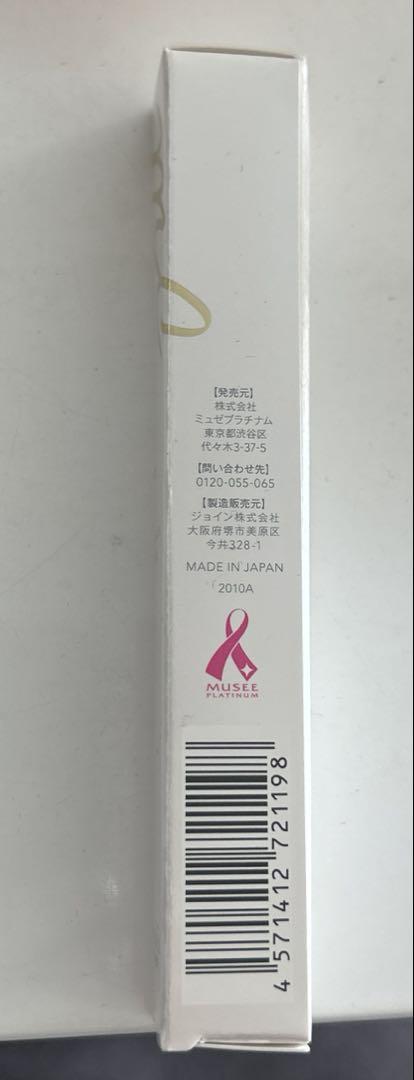 【発売元】
株式会社
ミュゼプラチナム
東京都渋谷区
代々木3-37-5
【問い合わせ先】
0120-055-065
【製造販売元】
ジョイン株式会社
大阪府堺市美原区
今井328-1
MADE IN JAPAN
2010A
MUSEE
PLATINUM
4 571412 721198